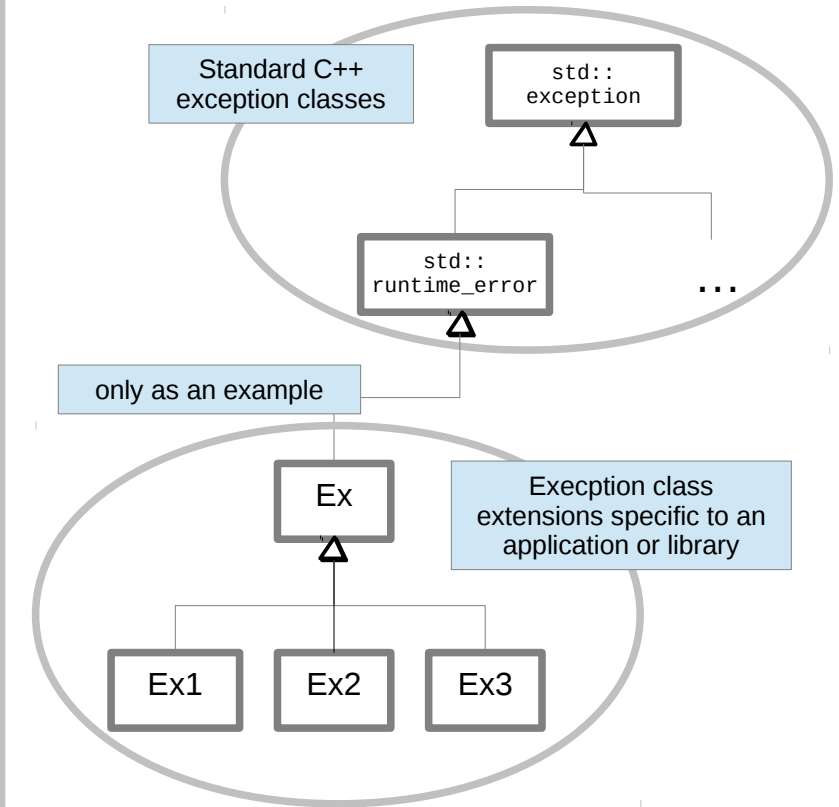 Standard C++
exception classes
std::
exception
std::
runtime_error
...
only as an example
Ex
Execption class
extensions specific to an
application or library
Ex1
Ex2
Ex3